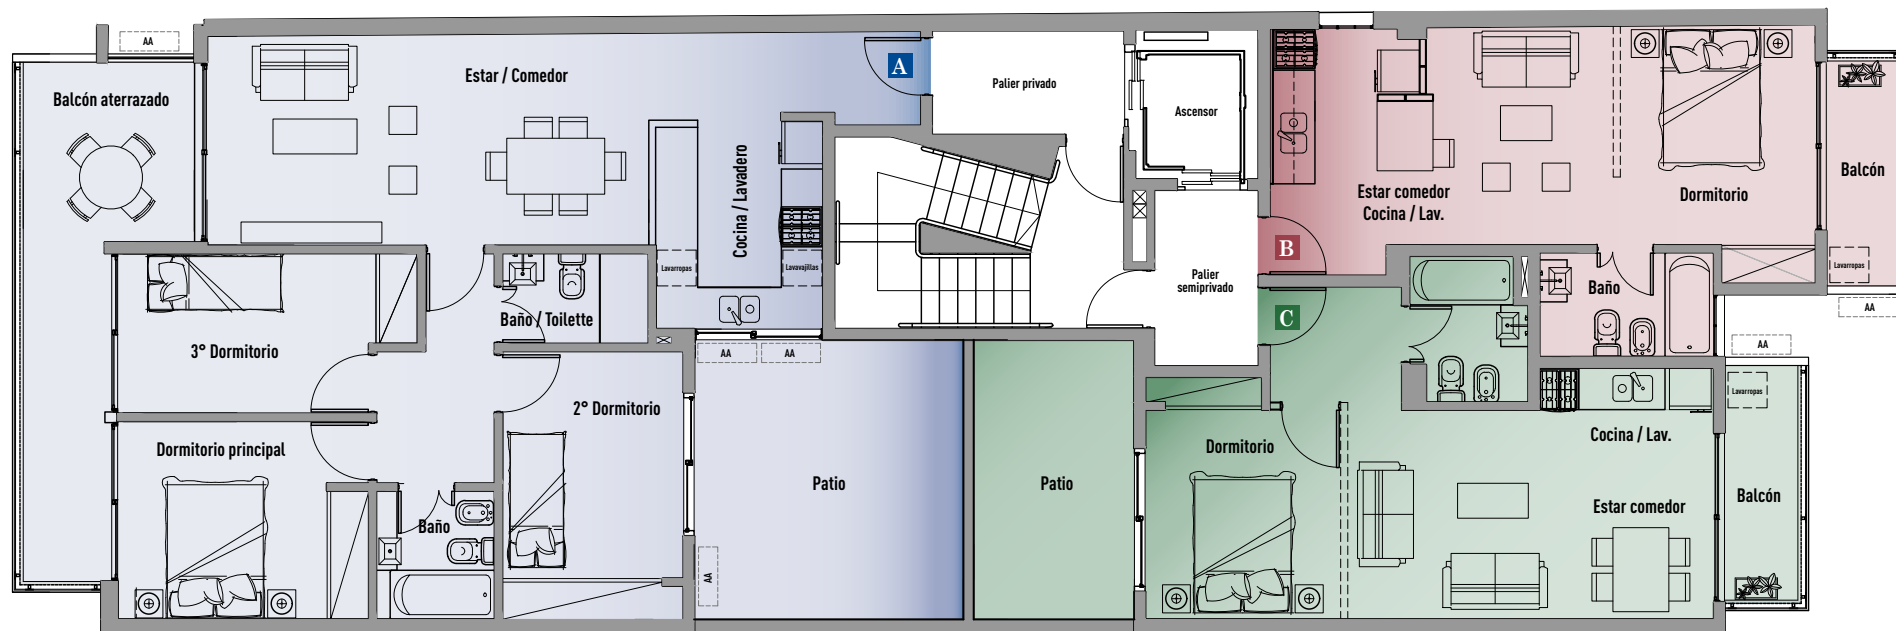 AA
Balcón aterrazado
Estar / Comedor
A
Palier privado
Ascensor
Cocina / Lavadero
Lavarropas
Lavavajillas
Baño / Toilette
3° Dormitorio
Dormitorio principal
Baño
2° Dormitorio
AA
AA
AA
Patio
Patio
Palier
semiprivado
B
C
Estar comedor
Cocina / Lav.
Dormitorio
Balcón
Lavarropas
AA
Baño
AA
Lavarropas
Dormitorio
Cocina / Lav.
Estar comedor
Balcón